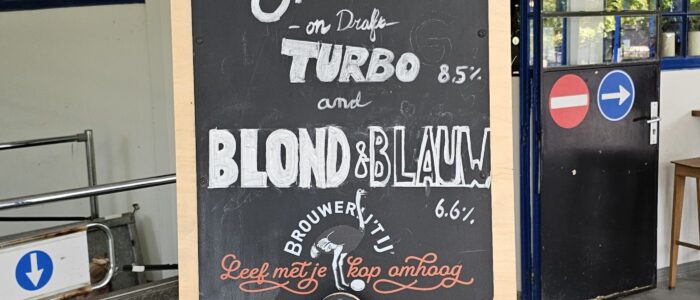 - on Draft -
TURBO 8.5%
and
BLOND & BLAUW
6.6%
BROUWERIJ 'T IJ
Leef met je kop omhoog